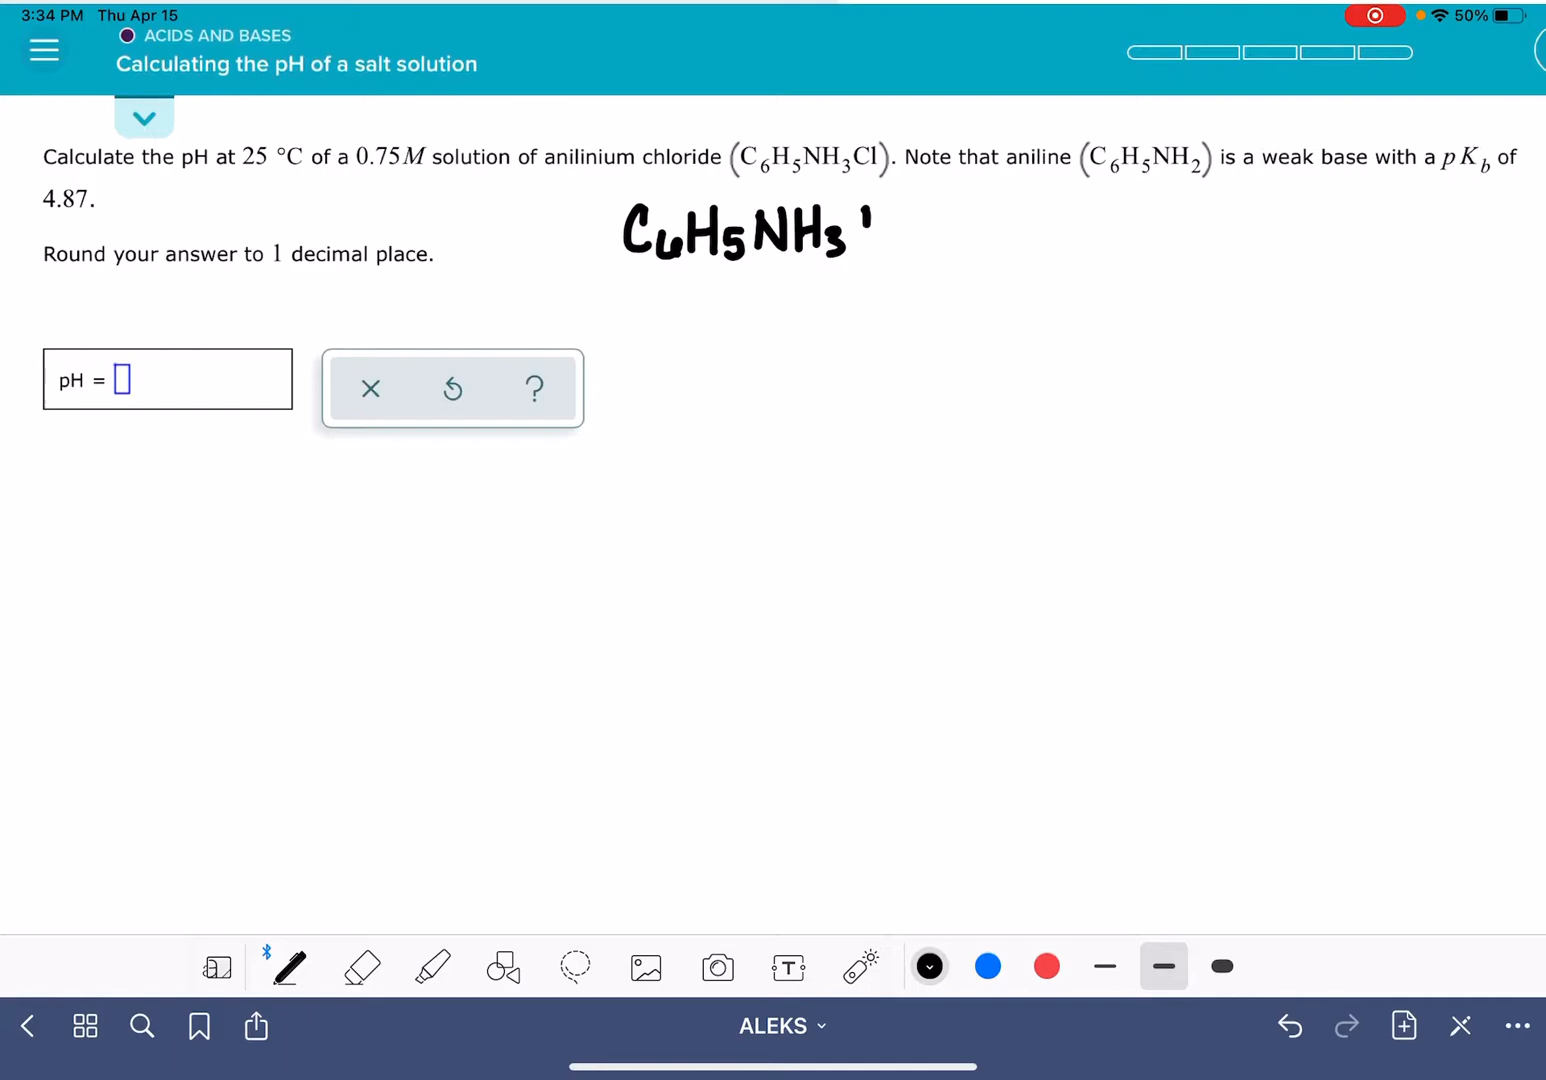 3:34 PM Thu Apr 15
50%
ACIDS AND BASES
Calculating the pH of a salt solution
Calculate the pH at 25 °C of a 0.75M solution of anilinium chloride (C₆H₅NH₃Cl). Note that aniline (C₆H₅NH₂) is a weak base with a pK_b of
4.87.
C6H5NH3 '
Round your answer to 1 decimal place.
pH =
?
T
ALEKS